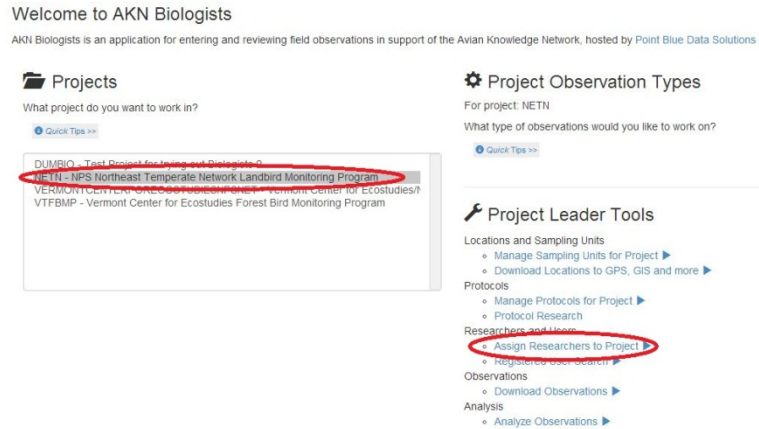 Welcome to AKN Biologists
AKN Biologists is an application for entering and reviewing field observations in support of the Avian Knowledge Network, hosted by Point Blue Data Solutions
Projects
What project do you want to work in?
Quick Tips >>
DUMBIO - Test Project for trying out Biologists 2
NETN - NPS Northeast Temperate Network Landbird Monitoring Program
Vermont Center for Ecostudies/N
VTFBMP - Vermont Center for Ecostudies Forest Bird Monitoring Program
Project Observation Types
For project: NETN
What type of observations would you like to work on?
Quick Tips >>
Project Leader Tools
Locations and Sampling Units
Manage Sampling Units for Project
Download Locations to GPS, GIS and more
Protocols
Manage Protocols for Project
Protocol Research
Researchers and Users
Assign Researchers to Project
Registered User Search
Observations
Download Observations
Analysis
Analyze Observations